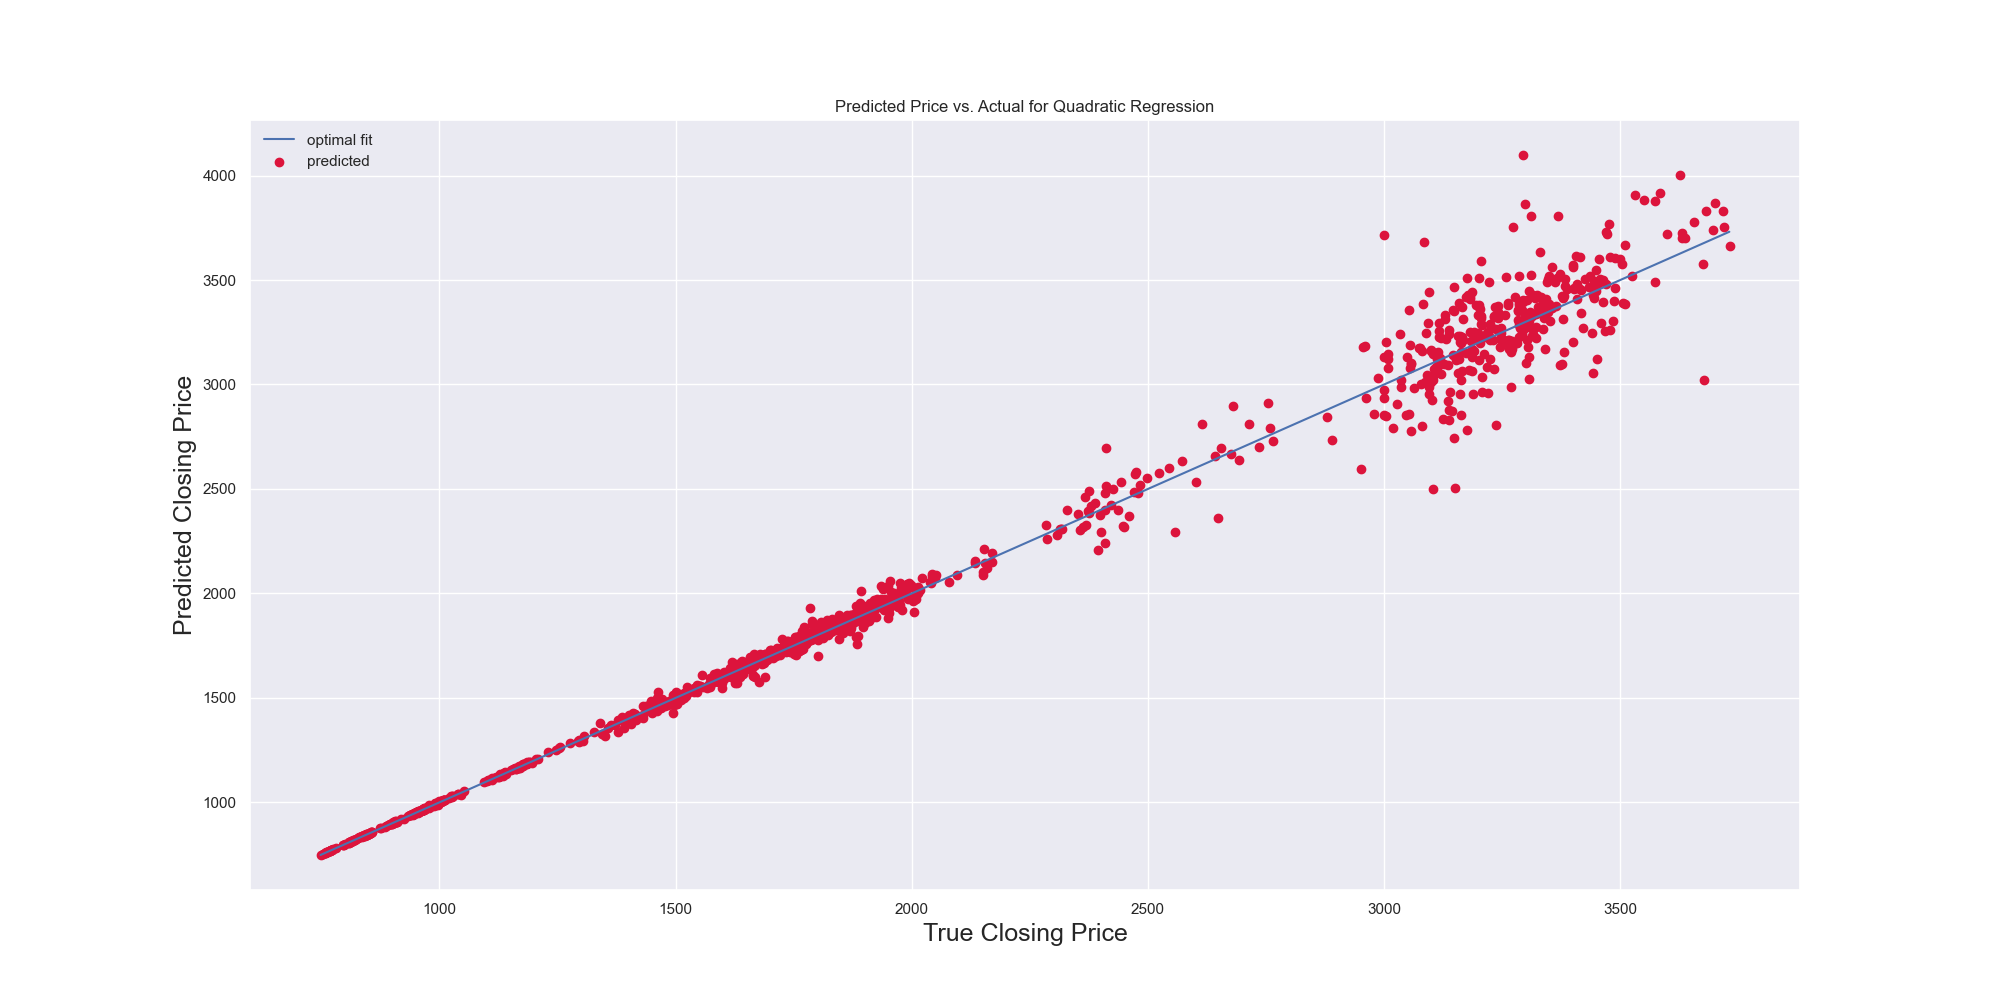 Predicted Price vs. Actual for Quadratic Regression
optimal fit
predicted
4000
3500
3000
2500
2000
1500
1000
Predicted Closing Price
1000 1500 2000 2500 3000 3500
True Closing Price